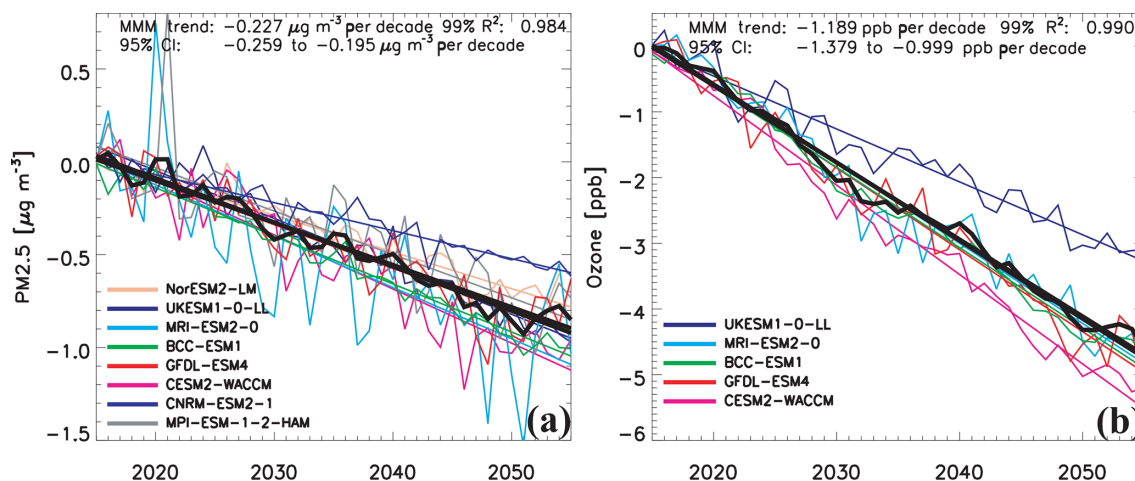 MMM trend: −0.227 μg m⁻³ per decade 99% R²: 0.984
95% CI: −0.259 to −0.195 μg m⁻³ per decade
0.5
0.0
−0.5
−1.0
−1.5
PM2.5 [μg m⁻³]
NorESM2−LM
UKESM1−0−LL
MRI−ESM2−0
BCC−ESM1
GFDL−ESM4
CESM2−WACCM
CNRM−ESM2−1
MPI−ESM−1−2−HAM
(a)
2020 2030 2040 2050
MMM trend: −1.189 ppb per decade 99% R²: 0.990
95% CI: −1.379 to −0.999 ppb per decade
0
−1
−2
−3
−4
−5
−6
Ozone [ppb]
UKESM1−0−LL
MRI−ESM2−0
BCC−ESM1
GFDL−ESM4
CESM2−WACCM
(b)
2020 2030 2040 2050